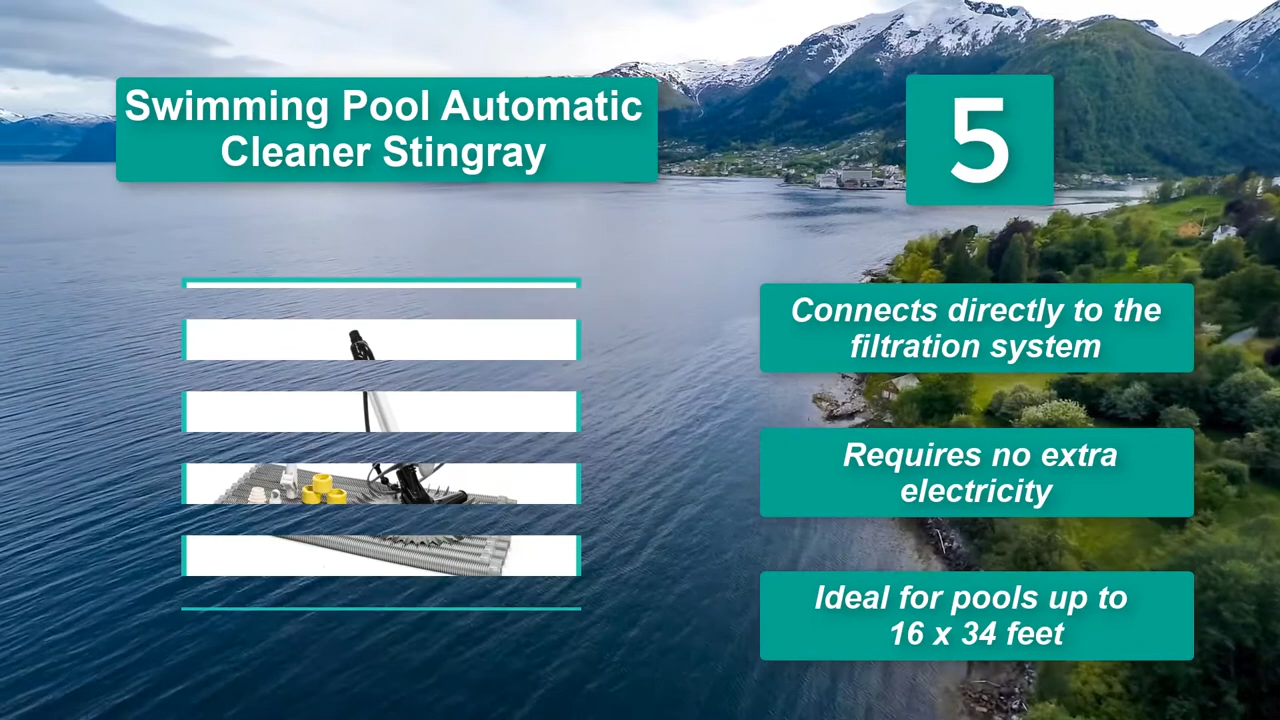 Swimming Pool Automatic
Cleaner Stingray
5
Connects directly to the
filtration system
Requires no extra
electricity
Ideal for pools up to
16 x 34 feet